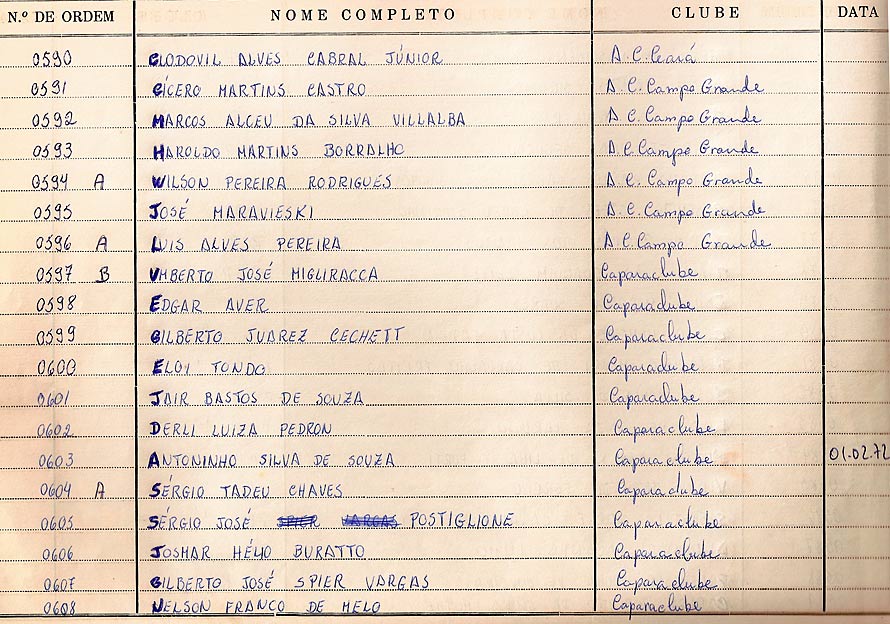 N.º DE ORDEM NOME COMPLETO CLUBE DATA
0590 CLODOVIL ALVES CABRAL JÚNIOR A.C. Ceará
0591 CÍCERO MARTINS CASTRO A.C. Campo Grande
0592 MARCOS ALCEU DA SILVA VILLALBA A.C. Campo Grande
0593 HAROLDO MARTINS BORRALHO A.C. Campo Grande
0594 A WILSON PEREIRA RODRIGUES A.C. Campo Grande
0595 JOSÉ MARAVIESKI A.C. Campo Grande
0596 A LUIS ALVES PEREIRA A.C. Campo Grande
0597 B UMBERTO JOSÉ MIGLIRACCA Caparaclube
0598 EDGAR AVER Caparaclube
0599 GILBERTO JUAREZ CECHETT Caparaclube
0600 ELOI TONDO Caparaclube
0601 JAIR BASTOS DE SOUZA Caparaclube
0602 DERLI LUIZA PEDRON Caparaclube
0603 ANTONINHO SILVA DE SOUZA Caparaclube 01.02.72
0604 A SÉRGIO TADEU CHAVES Caparaclube
0605 SÉRGIO JOSÉ SPIER VARGAS POSTIGLIONE Caparaclube
0606 JOSMAR HÉLIO BURATTO Caparaclube
0607 GILBERTO JOSÉ SPIER VARGAS Caparaclube
0608 NELSON FRANCO DE MELO Caparaclube